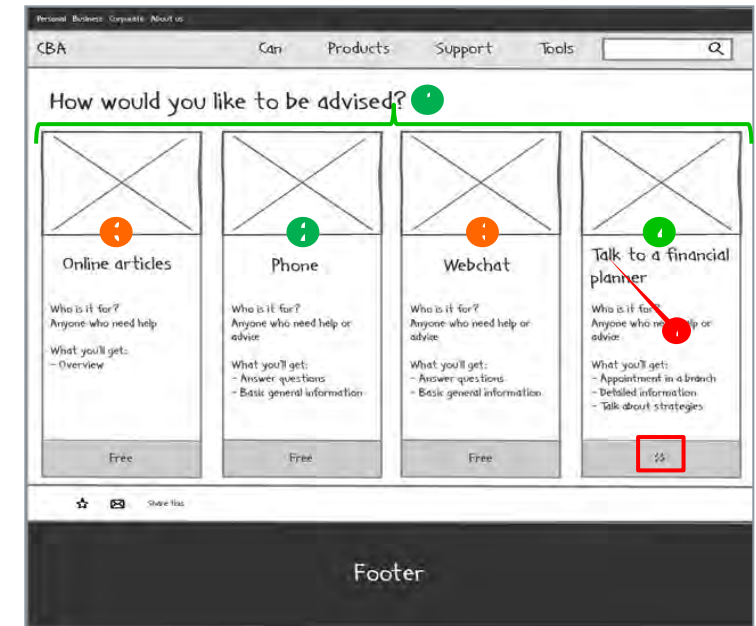 Personal Business Corporate About us
CBA Can Products Support Tools
How would you like to be advised?
Online articles
Who is it for?
Anyone who need help
What you'll get:
- Overview
Free
Phone
Who is it for?
Anyone who need help or
advice
What you'll get:
- Answer questions
- Basic general information
Free
Webchat
Who is it for?
Anyone who need help or
advice
What you'll get:
- Answer questions
- Basic general information
Free
Talk to a financial
planner
Who is it for?
Anyone who help or
advice
What you'll get:
- Appointment in a branch
- Detailed information
- Talk about strategies
Share this
Footer